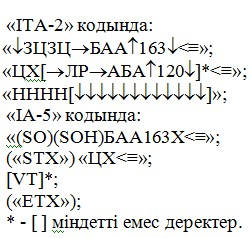 «ITA-2» кодында:
«↓ЗЦЗЦ→БАА↑163↓<≡»;
«ЦХ[→ЛР→АБА↑120↓]*<≡»;
«НННН[↓↓↓↓↓↓↓↓↓↓↓↓]»;
«IA-5» кодында:
«(SO)(SOH)БАА163Х<≡»;
(«STX») «ЦХ<≡»;
[VT]*;
(«ETX»);
* - [ ] міндетті емес деректер.